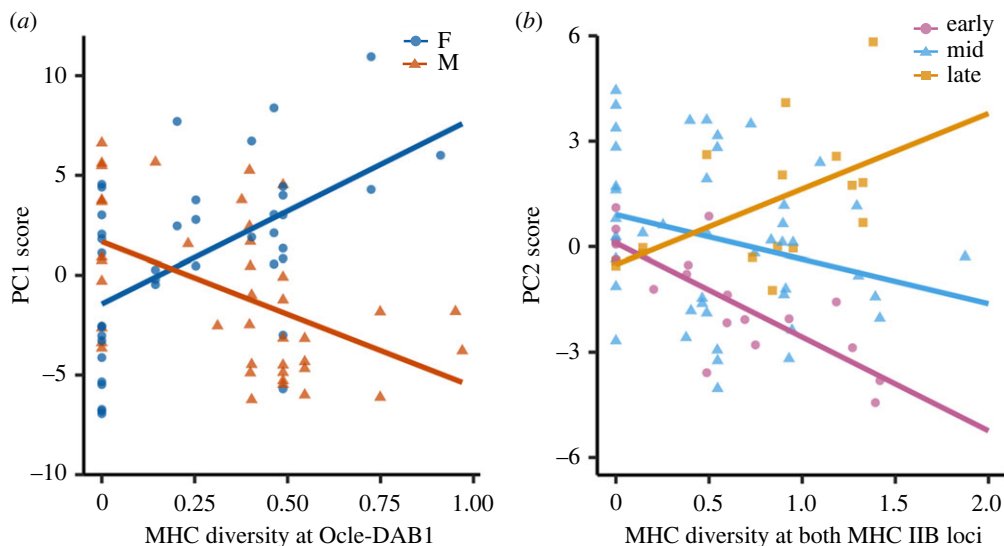 (a)
F
M
10
5
0
–5
–10
PC1 score
0
0.25
0.50
0.75
1.00
MHC diversity at Ocle-DAB1
(b)
early
mid
late
6
3
0
–3
–6
PC2 score
0
0.5
1.0
1.5
2.0
MHC diversity at both MHC IIB loci